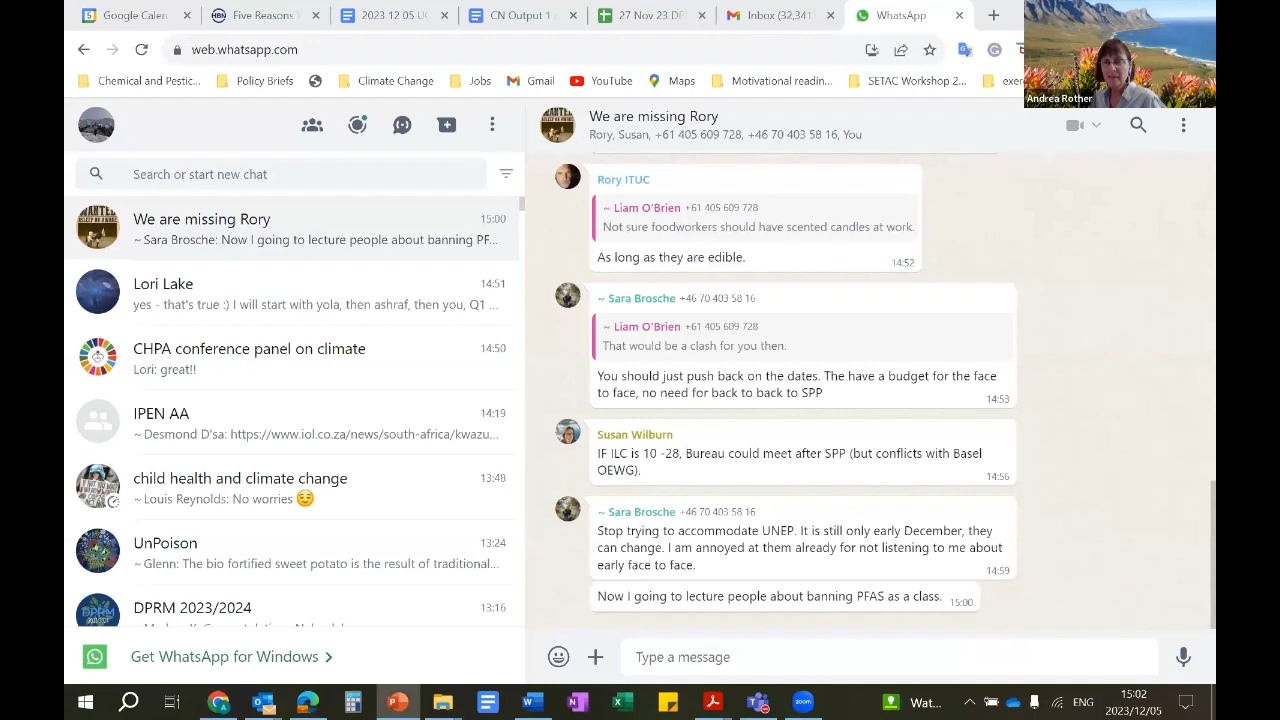 Google Calen
Five Reasons
2023 12.05 U
CN Output 1
27 Nov 23 DP
Inbox (32,341)
WhatsApp
web.whatsapp.com
Chemical and Pestic...
Policy Briefs
Climate Change
Jobs
Gmail
YouTube
Maps
Motivational readin...
SETAC Workshop 2...
exer
Andrea Rother
We are missing Rory
Rory, Susan, +61 405 609 728, +46 70 403 58 16, You
Search or start new chat
We are missing Rory
15:00
~ Sara Brosche: Now I going to lecture people about banning PF...
Lori Lake
14:51
yes - that's true :) I will start with yola, then ashraf, then you, Q1 ...
CHPA conference panel on climate
14:50
Lori: great!!
IPEN AA
14:19
~ Desmond D'sa: https://www.iol.co.za/news/south-africa/kwazu...
child health and climate change
13:48
~ Louis Reynolds: No worries 😌
UnPoison
13:24
~ Glenn: The bio fortified sweet potato is the result of traditional...
DPRM 2023/2024
13:16
Get WhatsApp for Windows
Rory ITUC
~ Liam O'Brien +61 405 609 728
Not sure foodworkers should have scented candles at work.
As long as they are edible.
14:52
~ Sara Brosche +46 70 403 58 16
~ Liam O'Brien +61 405 609 728
That would be a clash for you then.
You should just push back on the dates. The have a budget for the face
to face, no need for back to back to SPP
14:53
Susan Wilburn
IF ILC is 10 -28, Bureau could meet after SPP (but conflicts with Basel
OEWG).
14:56
~ Sara Brosche +46 70 403 58 16
Stop trying to accommodate UNEP. It is still only early December, they
can change. I am annoyed at them already for not listening to me about
early face to face.
14:59
Now I going to lecture people about banning PFAS as a class.
15:00
Type a message
Wat...
ENG
15:02
2023/12/05